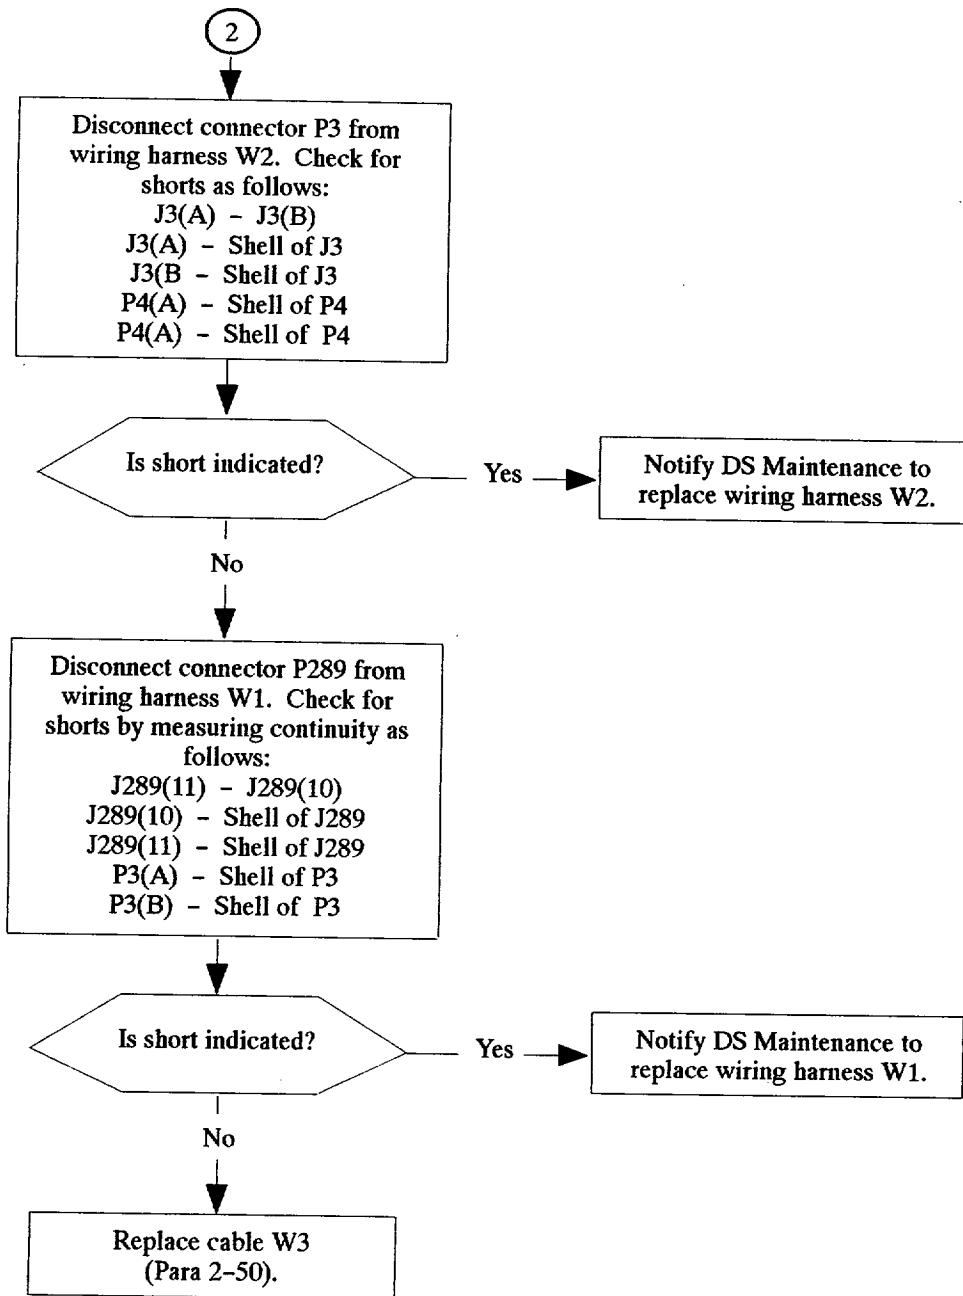 2
Disconnect connector P3 from
wiring harness W2. Check for
shorts as follows:
J3(A) – J3(B)
J3(A) – Shell of J3
J3(B – Shell of J3
P4(A) – Shell of P4
P4(A) – Shell of P4
Is short indicated?
Yes
Notify DS Maintenance to
replace wiring harness W2.
No
Disconnect connector P289 from
wiring harness W1. Check for
shorts by measuring continuity as
follows:
J289(11) – J289(10)
J289(10) – Shell of J289
J289(11) – Shell of J289
P3(A) – Shell of P3
P3(B) – Shell of P3
Is short indicated?
Yes
Notify DS Maintenance to
replace wiring harness W1.
No
Replace cable W3
(Para 2–50).